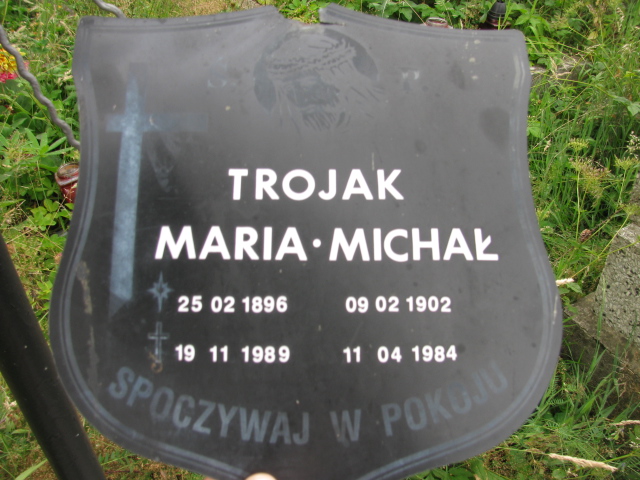 TROJAK
MARIA · MICHAŁ
25 02 1896 09 02 1902
19 11 1989 11 04 1984
SPOCZYWAJ W POKOJU